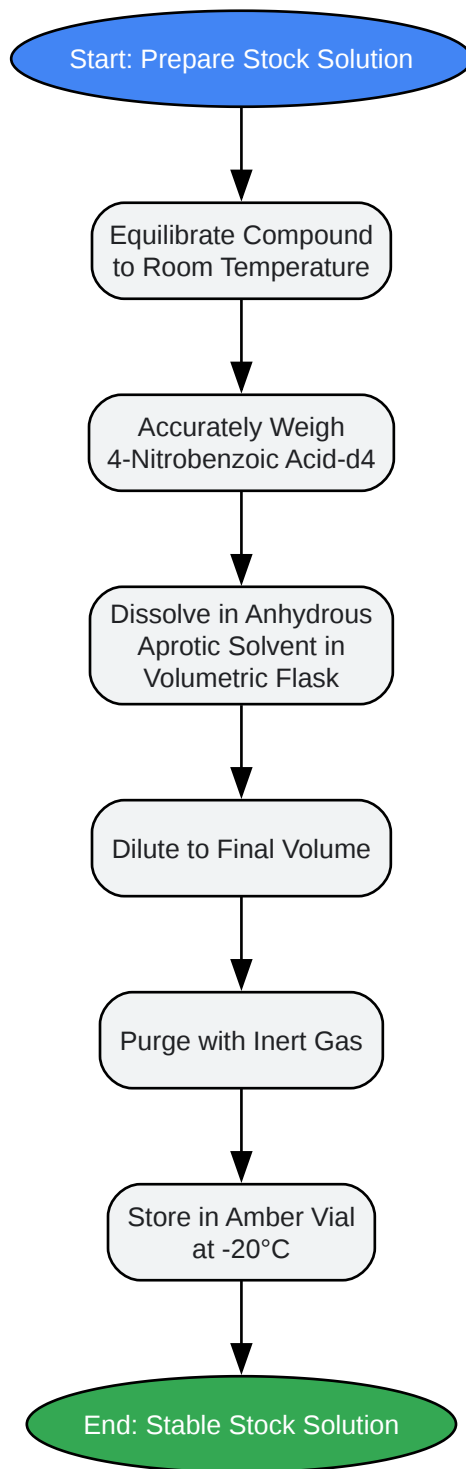 Start: Prepare Stock Solution
Equilibrate Compound
to Room Temperature
Accurately Weigh
4-Nitrobenzoic Acid-d4
Dissolve in Anhydrous
Aprotic Solvent in
Volumetric Flask
Dilute to Final Volume
Purge with Inert Gas
Store in Amber Vial
at -20°C
End: Stable Stock Solution